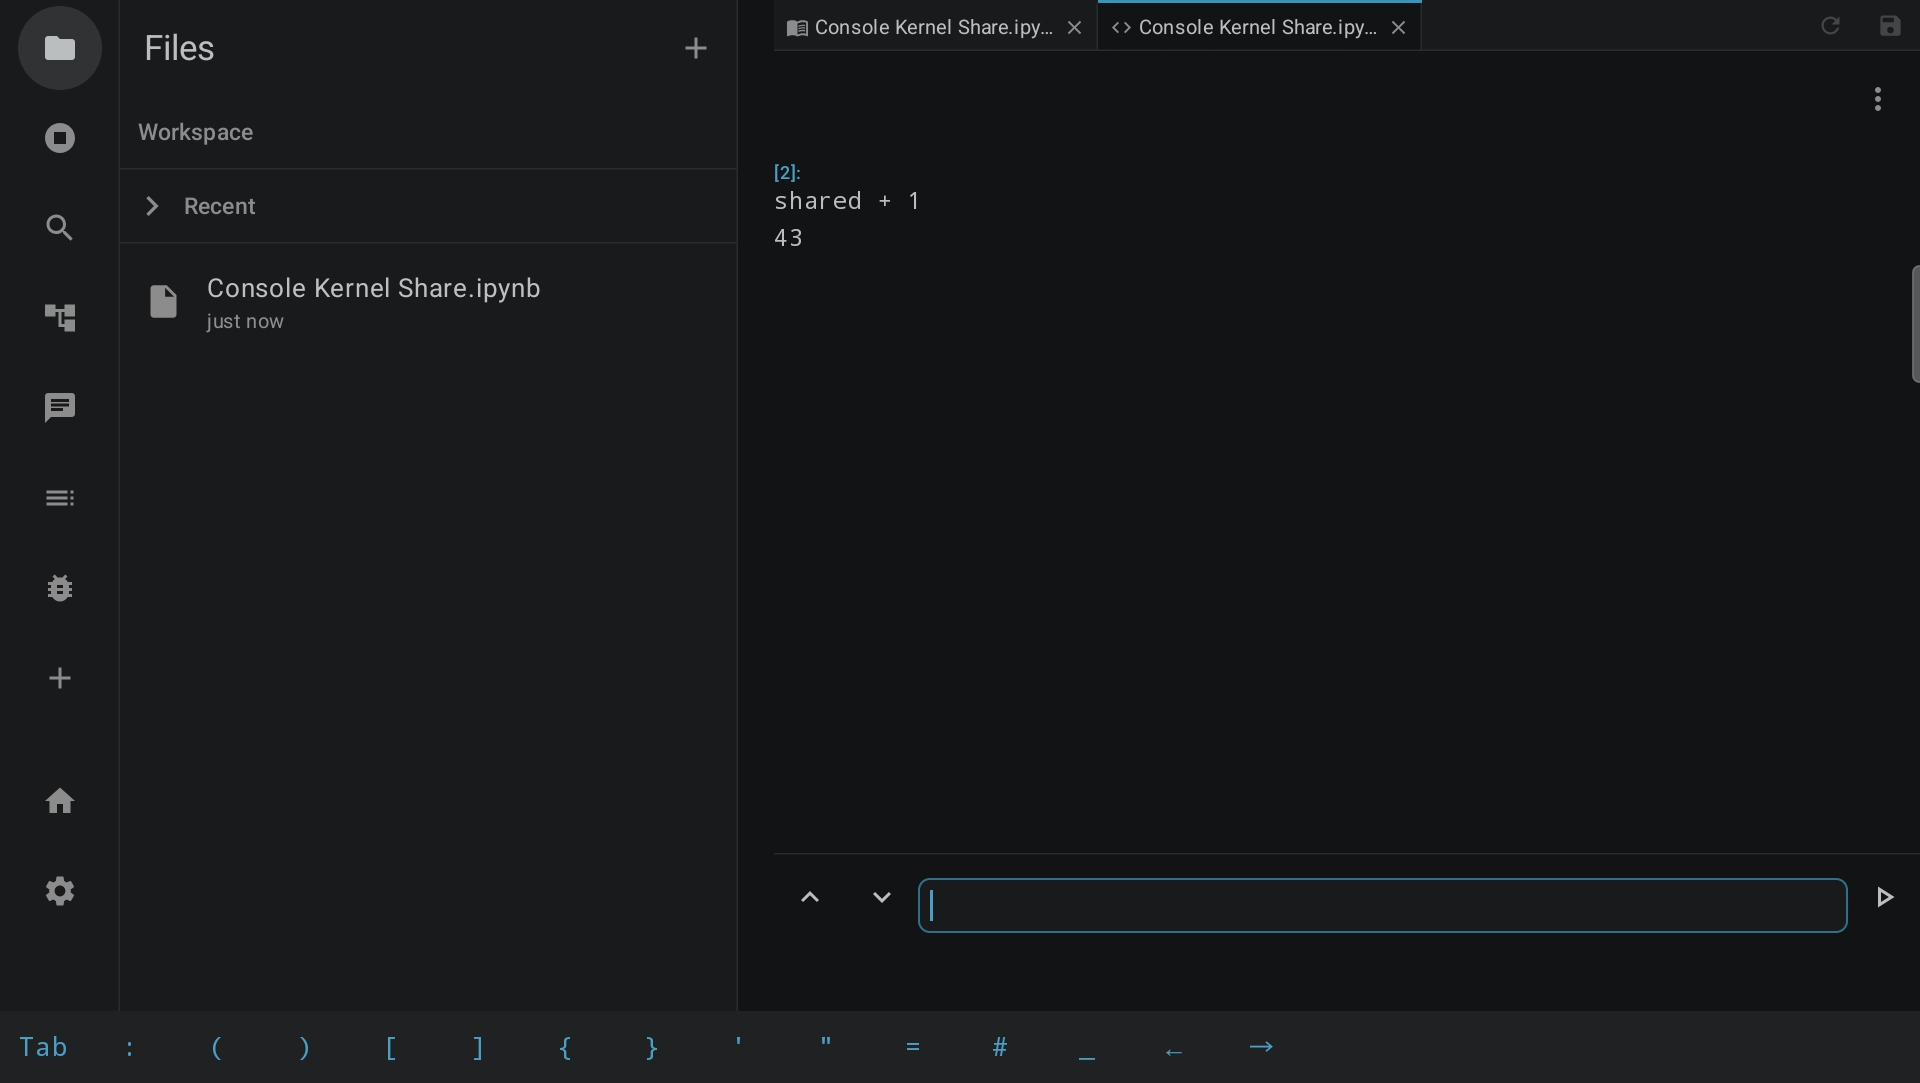 Files
Workspace
Recent
Console Kernel Share.ipynb
just now
Console Kernel Share.ipy...
Console Kernel Share.ipy...
[2]:
shared + 1
43
Tab : ( ) [ ] { } ' " = # _ ← →